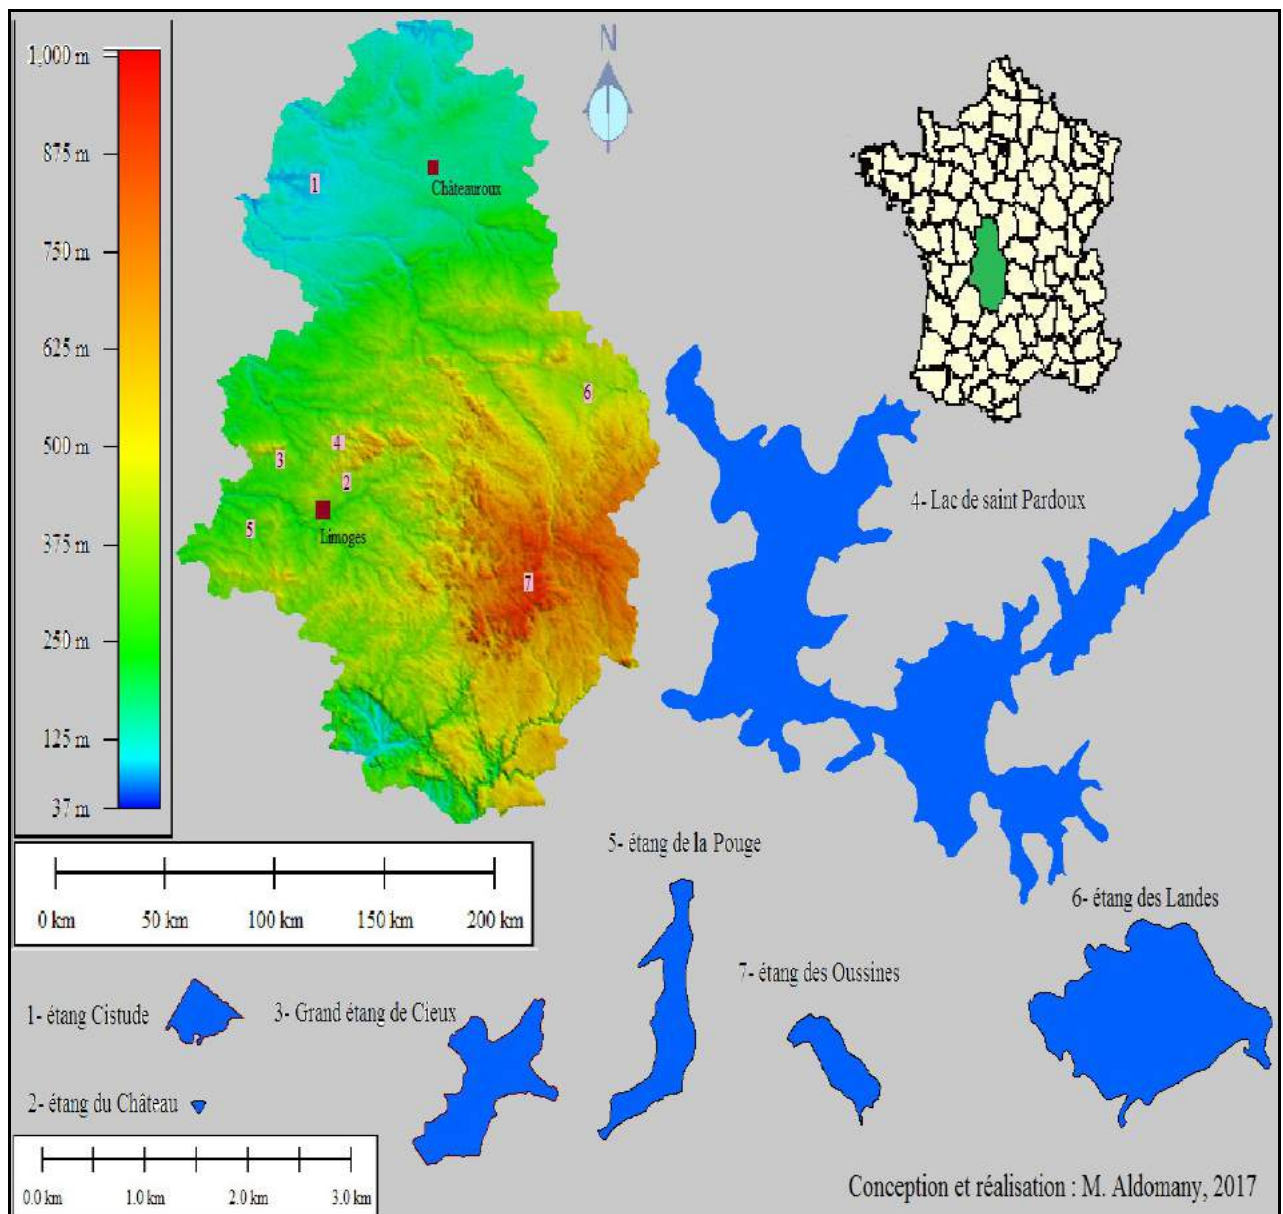 1,000 m
875 m
750 m
625 m
500 m
375 m
250 m
125 m
37 m
N
1
Châteauroux
6
4
3
2
5
Limoges
7
4- Lac de saint Pardoux
0 km 50 km 100 km 150 km 200 km
5- étang de la Pouge
6- étang des Landes
7- étang des Oussines
1- étang Cistude
3- Grand étang de Cieux
2- étang du Château
0.0 km 1.0 km 2.0 km 3.0 km
Conception et réalisation : M. Aldomany, 2017